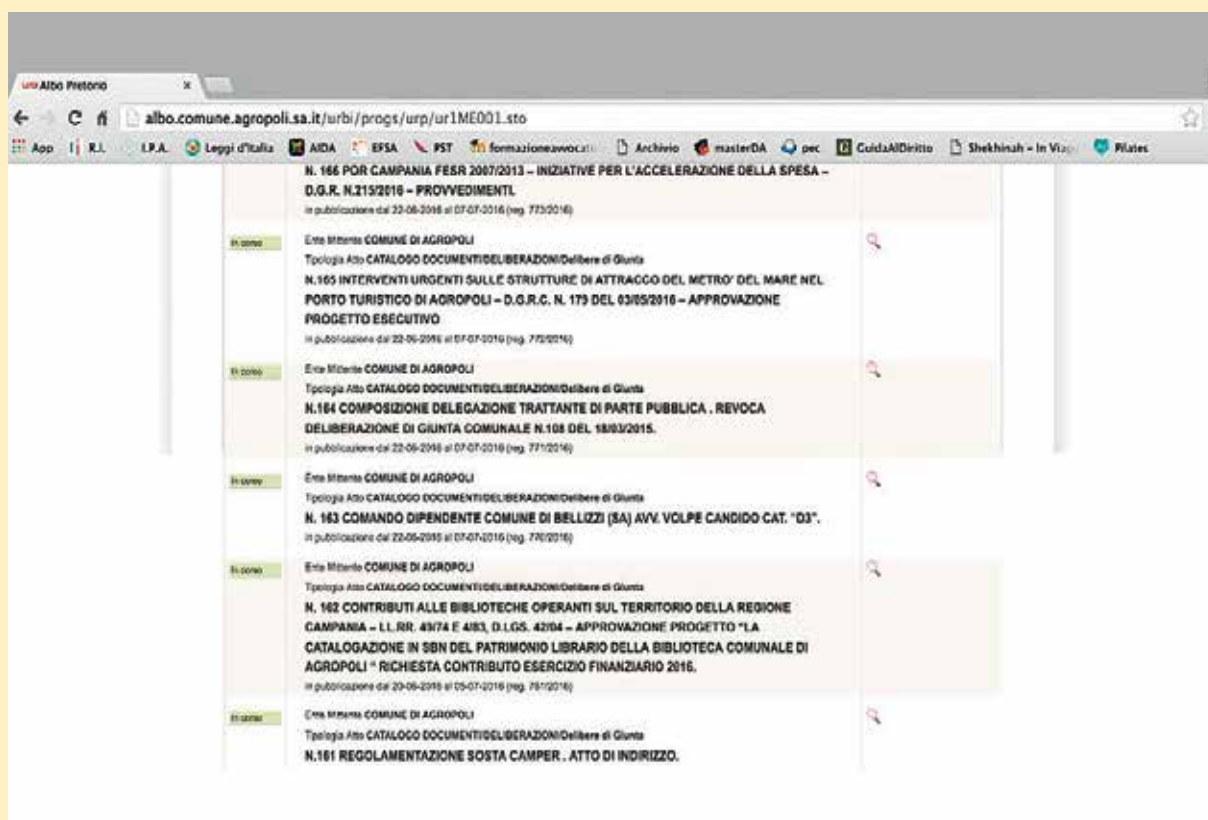 Albo Pretorio
albo.comune.agropoli.sa.it/urbi/progs/urp/ur1ME001.sto
App R.I. I.P.A. Leggi d'Italia AIDA EFSA PST formazioneavvocati Archivio masterDA pec GuidaAlDiritto Shekhinah – In Viag Pilates
N. 166 POR CAMPANIA FESR 2007/2013 – INIZIATIVE PER L'ACCELERAZIONE DELLA SPESA –
D.G.R. N.215/2016 – PROVVEDIMENTI.
in pubblicazione dal 22-06-2016 al 07-07-2016 (reg. 773/2016)
In corso
Ente Mittente COMUNE DI AGROPOLI
Tipologia Atto CATALOGO DOCUMENTI/DELIBERAZIONI/Delibere di Giunta
N.165 INTERVENTI URGENTI SULLE STRUTTURE DI ATTRACCO DEL METRO' DEL MARE NEL
PORTO TURISTICO DI AGROPOLI – D.G.R.C. N. 179 DEL 03/05/2016 – APPROVAZIONE
PROGETTO ESECUTIVO
in pubblicazione dal 22-06-2016 al 07-07-2016 (reg. 772/2016)
In corso
Ente Mittente COMUNE DI AGROPOLI
Tipologia Atto CATALOGO DOCUMENTI/DELIBERAZIONI/Delibere di Giunta
N.164 COMPOSIZIONE DELEGAZIONE TRATTANTE DI PARTE PUBBLICA . REVOCA
DELIBERAZIONE DI GIUNTA COMUNALE N.108 DEL 18/03/2015.
in pubblicazione dal 22-06-2016 al 07-07-2016 (reg. 771/2016)
In corso
Ente Mittente COMUNE DI AGROPOLI
Tipologia Atto CATALOGO DOCUMENTI/DELIBERAZIONI/Delibere di Giunta
N. 163 COMANDO DIPENDENTE COMUNE DI BELLIZZI (SA) AVV. VOLPE CANDIDO CAT. "D3".
in pubblicazione dal 22-06-2016 al 07-07-2016 (reg. 770/2016)
In corso
Ente Mittente COMUNE DI AGROPOLI
Tipologia Atto CATALOGO DOCUMENTI/DELIBERAZIONI/Delibere di Giunta
N. 162 CONTRIBUTI ALLE BIBLIOTECHE OPERANTI SUL TERRITORIO DELLA REGIONE
CAMPANIA – LL.RR. 49/74 E 4/83, D.LGS. 42/04 – APPROVAZIONE PROGETTO "LA
CATALOGAZIONE IN SBN DEL PATRIMONIO LIBRARIO DELLA BIBLIOTECA COMUNALE DI
AGROPOLI " RICHIESTA CONTRIBUTO ESERCIZIO FINANZIARIO 2016.
in pubblicazione dal 20-06-2016 al 05-07-2016 (reg. 761/2016)
In corso
Ente Mittente COMUNE DI AGROPOLI
Tipologia Atto CATALOGO DOCUMENTI/DELIBERAZIONI/Delibere di Giunta
N.161 REGOLAMENTAZIONE SOSTA CAMPER . ATTO DI INDIRIZZO.